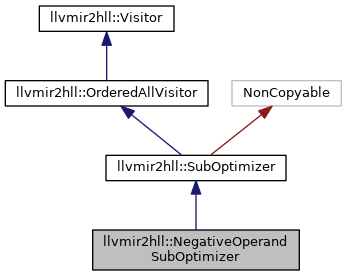 llvmir2hll::Visitor
llvmir2hll::OrderedAllVisitor
NonCopyable
llvmir2hll::SubOptimizer
llvmir2hll::NegativeOperand
SubOptimizer